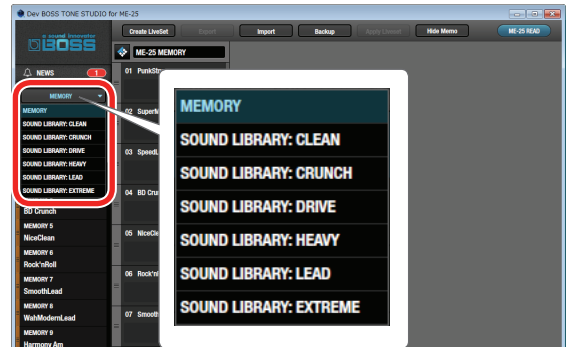 Dev BOSS TONE STUDIO for ME-25
a sound innovator
BOSS
Create LiveSet
Export
Import
Backup
Apply Liveset
Hide Memo
ME-25 READ
NEWS
1
ME-25 MEMORY
MEMORY
MEMORY
SOUND LIBRARY: CLEAN
SOUND LIBRARY: CRUNCH
SOUND LIBRARY: DRIVE
SOUND LIBRARY: HEAVY
SOUND LIBRARY: LEAD
SOUND LIBRARY: EXTREME
BD Crunch
MEMORY 5
NiceClean
MEMORY 6
Rock'nRoll
MEMORY 7
SmoothLead
MEMORY 8
WahModernLead
MEMORY 9
Harmony Am
01
02
03
04
05
06
07 Smooth
MEMORY
SOUND LIBRARY: CLEAN
SOUND LIBRARY: CRUNCH
SOUND LIBRARY: DRIVE
SOUND LIBRARY: HEAVY
SOUND LIBRARY: LEAD
SOUND LIBRARY: EXTREME